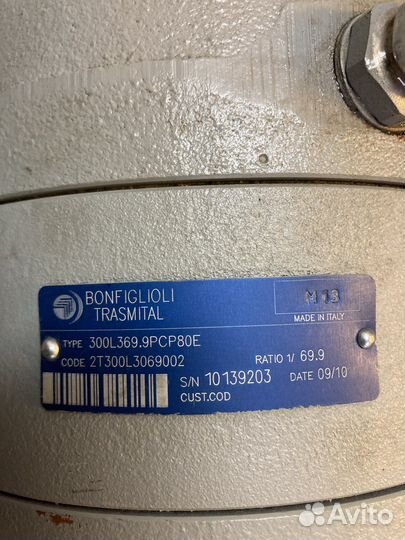 BONFIGLIOLI
TRASMITAL
M 13
MADE IN ITALY
TYPE 300L369.9PCP80E
CODE 2T300L3069002
RATIO 1/ 69.9
S/N 10139203 DATE 09/10
CUST.COD
Avito